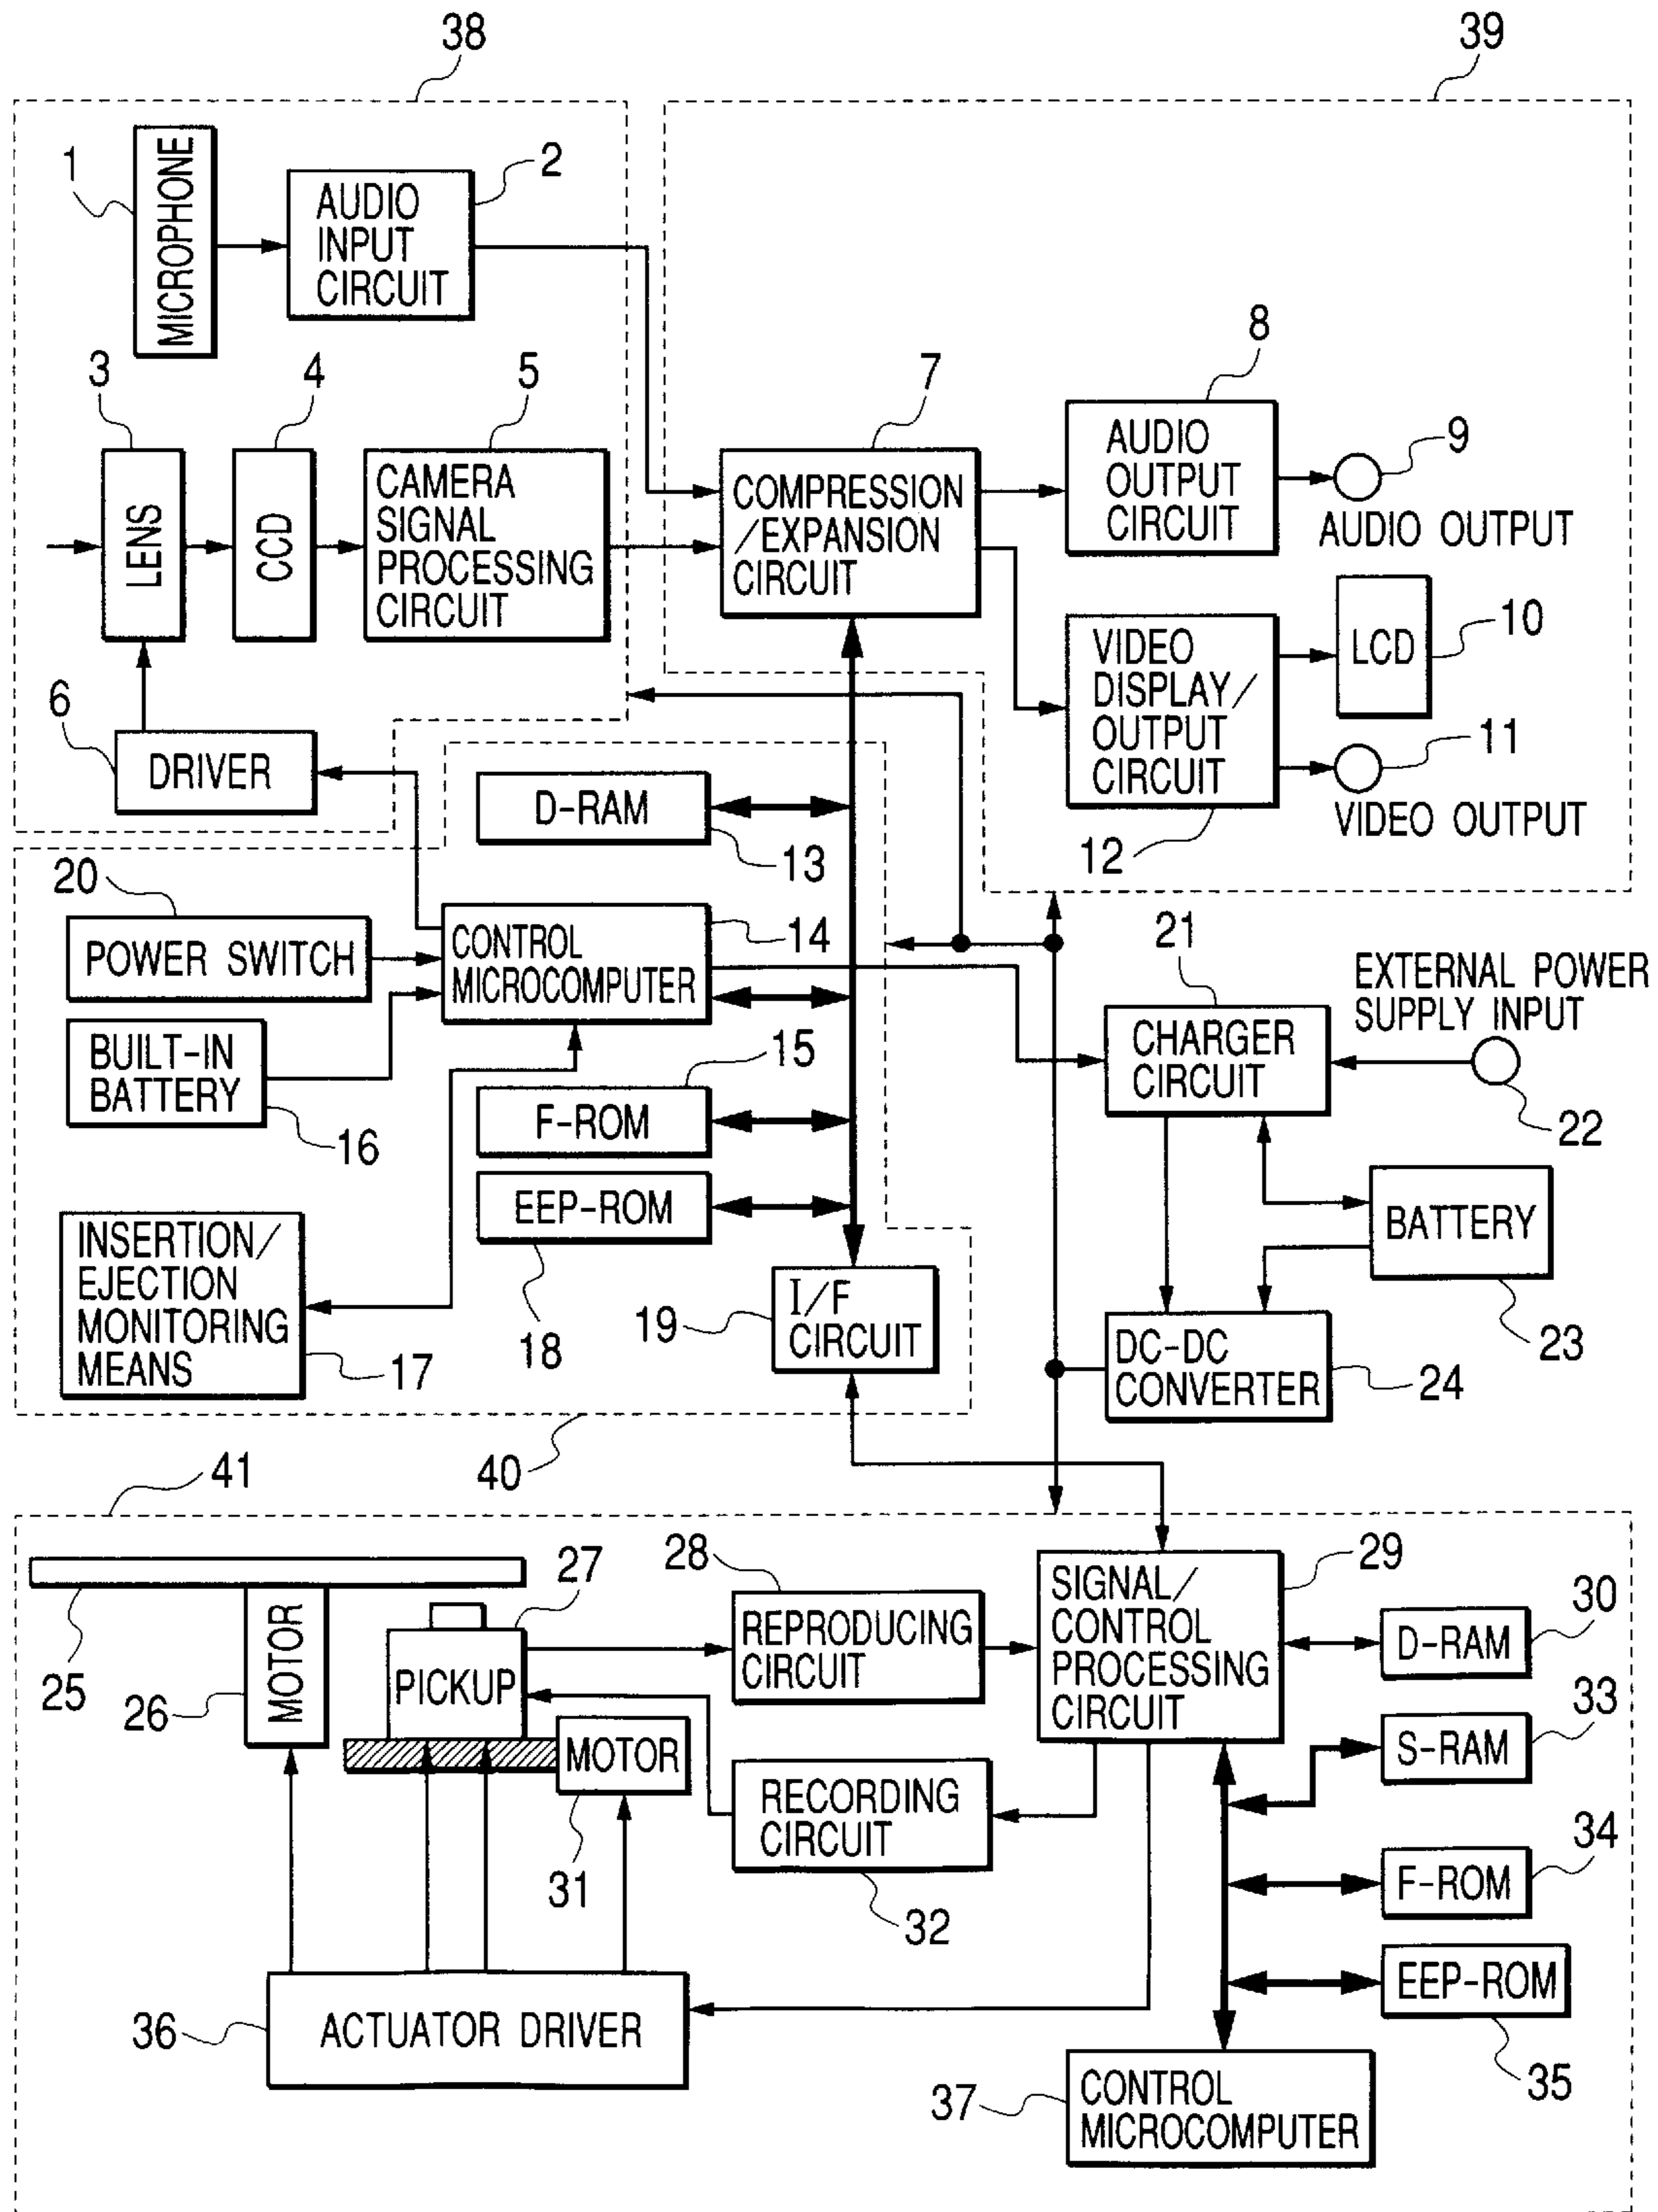 38
39
1
MICROPHONE
2
AUDIO
INPUT
CIRCUIT
3
LENS
4
CCD
5
CAMERA
SIGNAL
PROCESSING
CIRCUIT
6
DRIVER
7
COMPRESSION
/EXPANSION
CIRCUIT
8
AUDIO
OUTPUT
CIRCUIT
9
AUDIO OUTPUT
LCD
10
VIDEO
DISPLAY/
OUTPUT
CIRCUIT
11
VIDEO OUTPUT
12
D-RAM
13
20
POWER SWITCH
CONTROL
MICROCOMPUTER
14
BUILT-IN
BATTERY
16
F-ROM
15
EEP-ROM
18
INSERTION/
EJECTION
MONITORING
MEANS
17
I/F
CIRCUIT
19
21
CHARGER
CIRCUIT
EXTERNAL POWER
SUPPLY INPUT
22
BATTERY
23
DC-DC
CONVERTER
24
40
41
25
MOTOR
26
27
PICKUP
MOTOR
31
28
REPRODUCING
CIRCUIT
RECORDING
CIRCUIT
32
SIGNAL/
CONTROL
PROCESSING
CIRCUIT
29
D-RAM
30
S-RAM
33
F-ROM
34
EEP-ROM
35
36
ACTUATOR DRIVER
37
CONTROL
MICROCOMPUTER